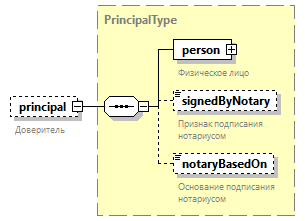 PrincipalType
person
Физическое лицо
principal
Доверитель
signedByNotary
Признак подписания
нотариусом
notaryBasedOn
Основание подписания
нотариусом